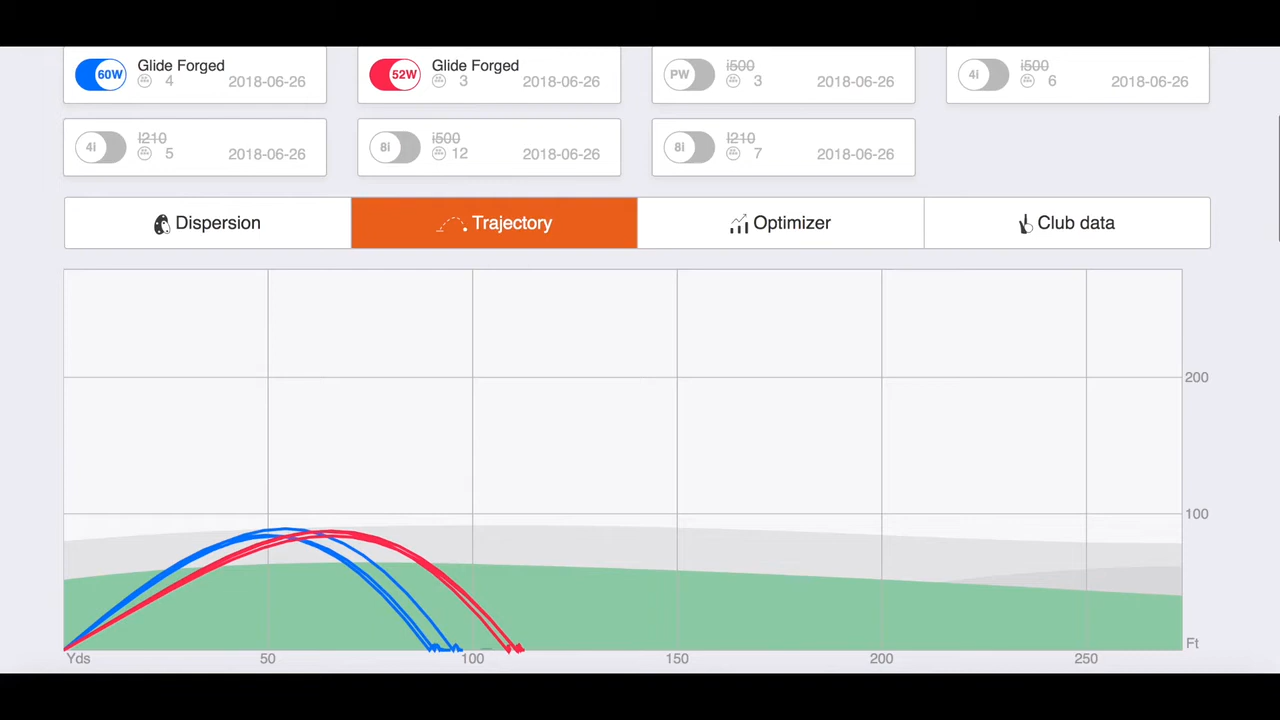 60W Glide Forged 4 2018-06-26
52W Glide Forged 3 2018-06-26
PW i500 3 2018-06-26
4i i500 6 2018-06-26
4i I210 5 2018-06-26
8i i500 12 2018-06-26
8i I210 7 2018-06-26
Dispersion
Trajectory
Optimizer
Club data
200
100
Ft
Yds 50 100 150 200 250